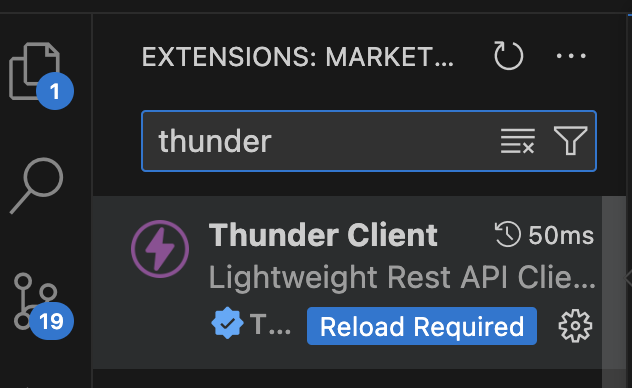 EXTENSIONS: MARKET...
1
thunder
Thunder Client 50ms
Lightweight Rest API Clie...
T... Reload Required
19